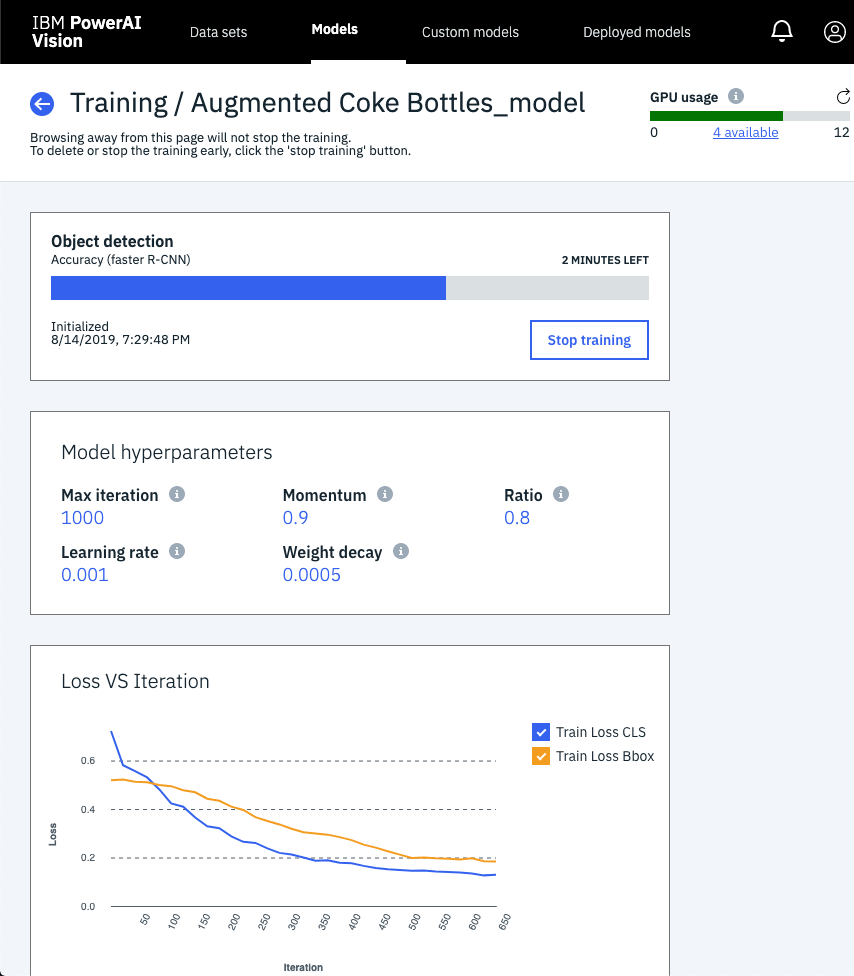 IBM PowerAI
Vision
Data sets
Models
Custom models
Deployed models
Training / Augmented Coke Bottles_model
Browsing away from this page will not stop the training.
To delete or stop the training early, click the 'stop training' button.
GPU usage
0
4 available
12
Object detection
Accuracy (faster R-CNN)
2 MINUTES LEFT
Initialized
8/14/2019, 7:29:48 PM
Stop training
Model hyperparameters
Max iteration
1000
Momentum
0.9
Ratio
0.8
Learning rate
0.001
Weight decay
0.0005
Loss VS Iteration
Train Loss CLS
Train Loss Bbox
0.6
0.4
0.2
0.0
Loss
50
100
150
200
250
300
350
400
450
500
550
600
650
Iteration